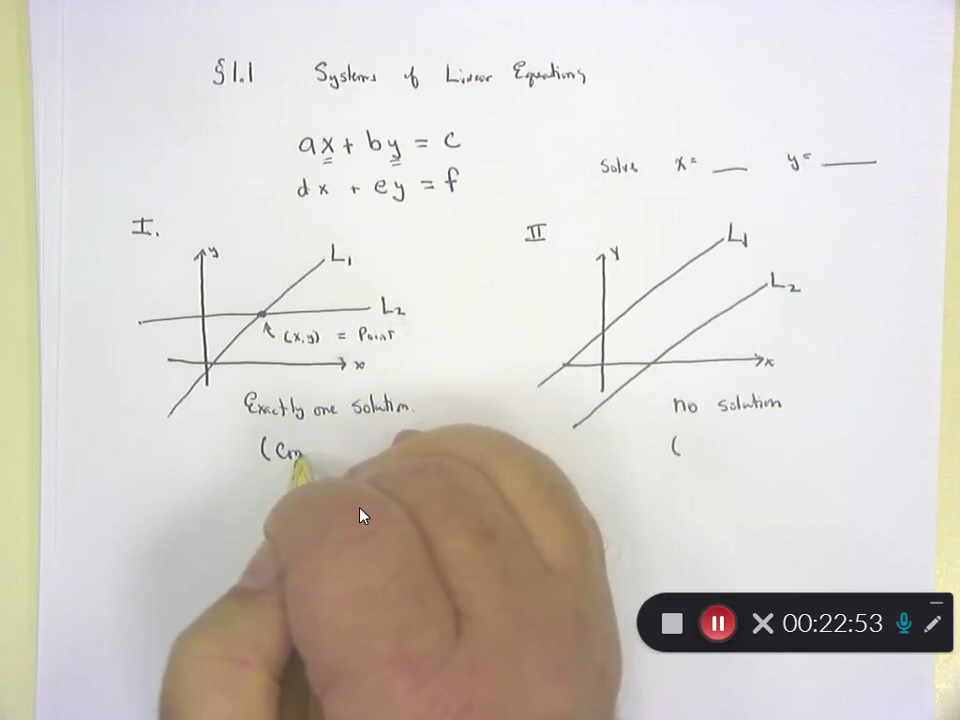 §1.1 Systems of Linear Equations
ax + by = c
dx + ey = f
Solve x = ___ y = ___
I.
y
L1
L2
(x,y) = Point
x
Exactly one solution.
II
y
L1
L2
x
no solution
(
00:22:53